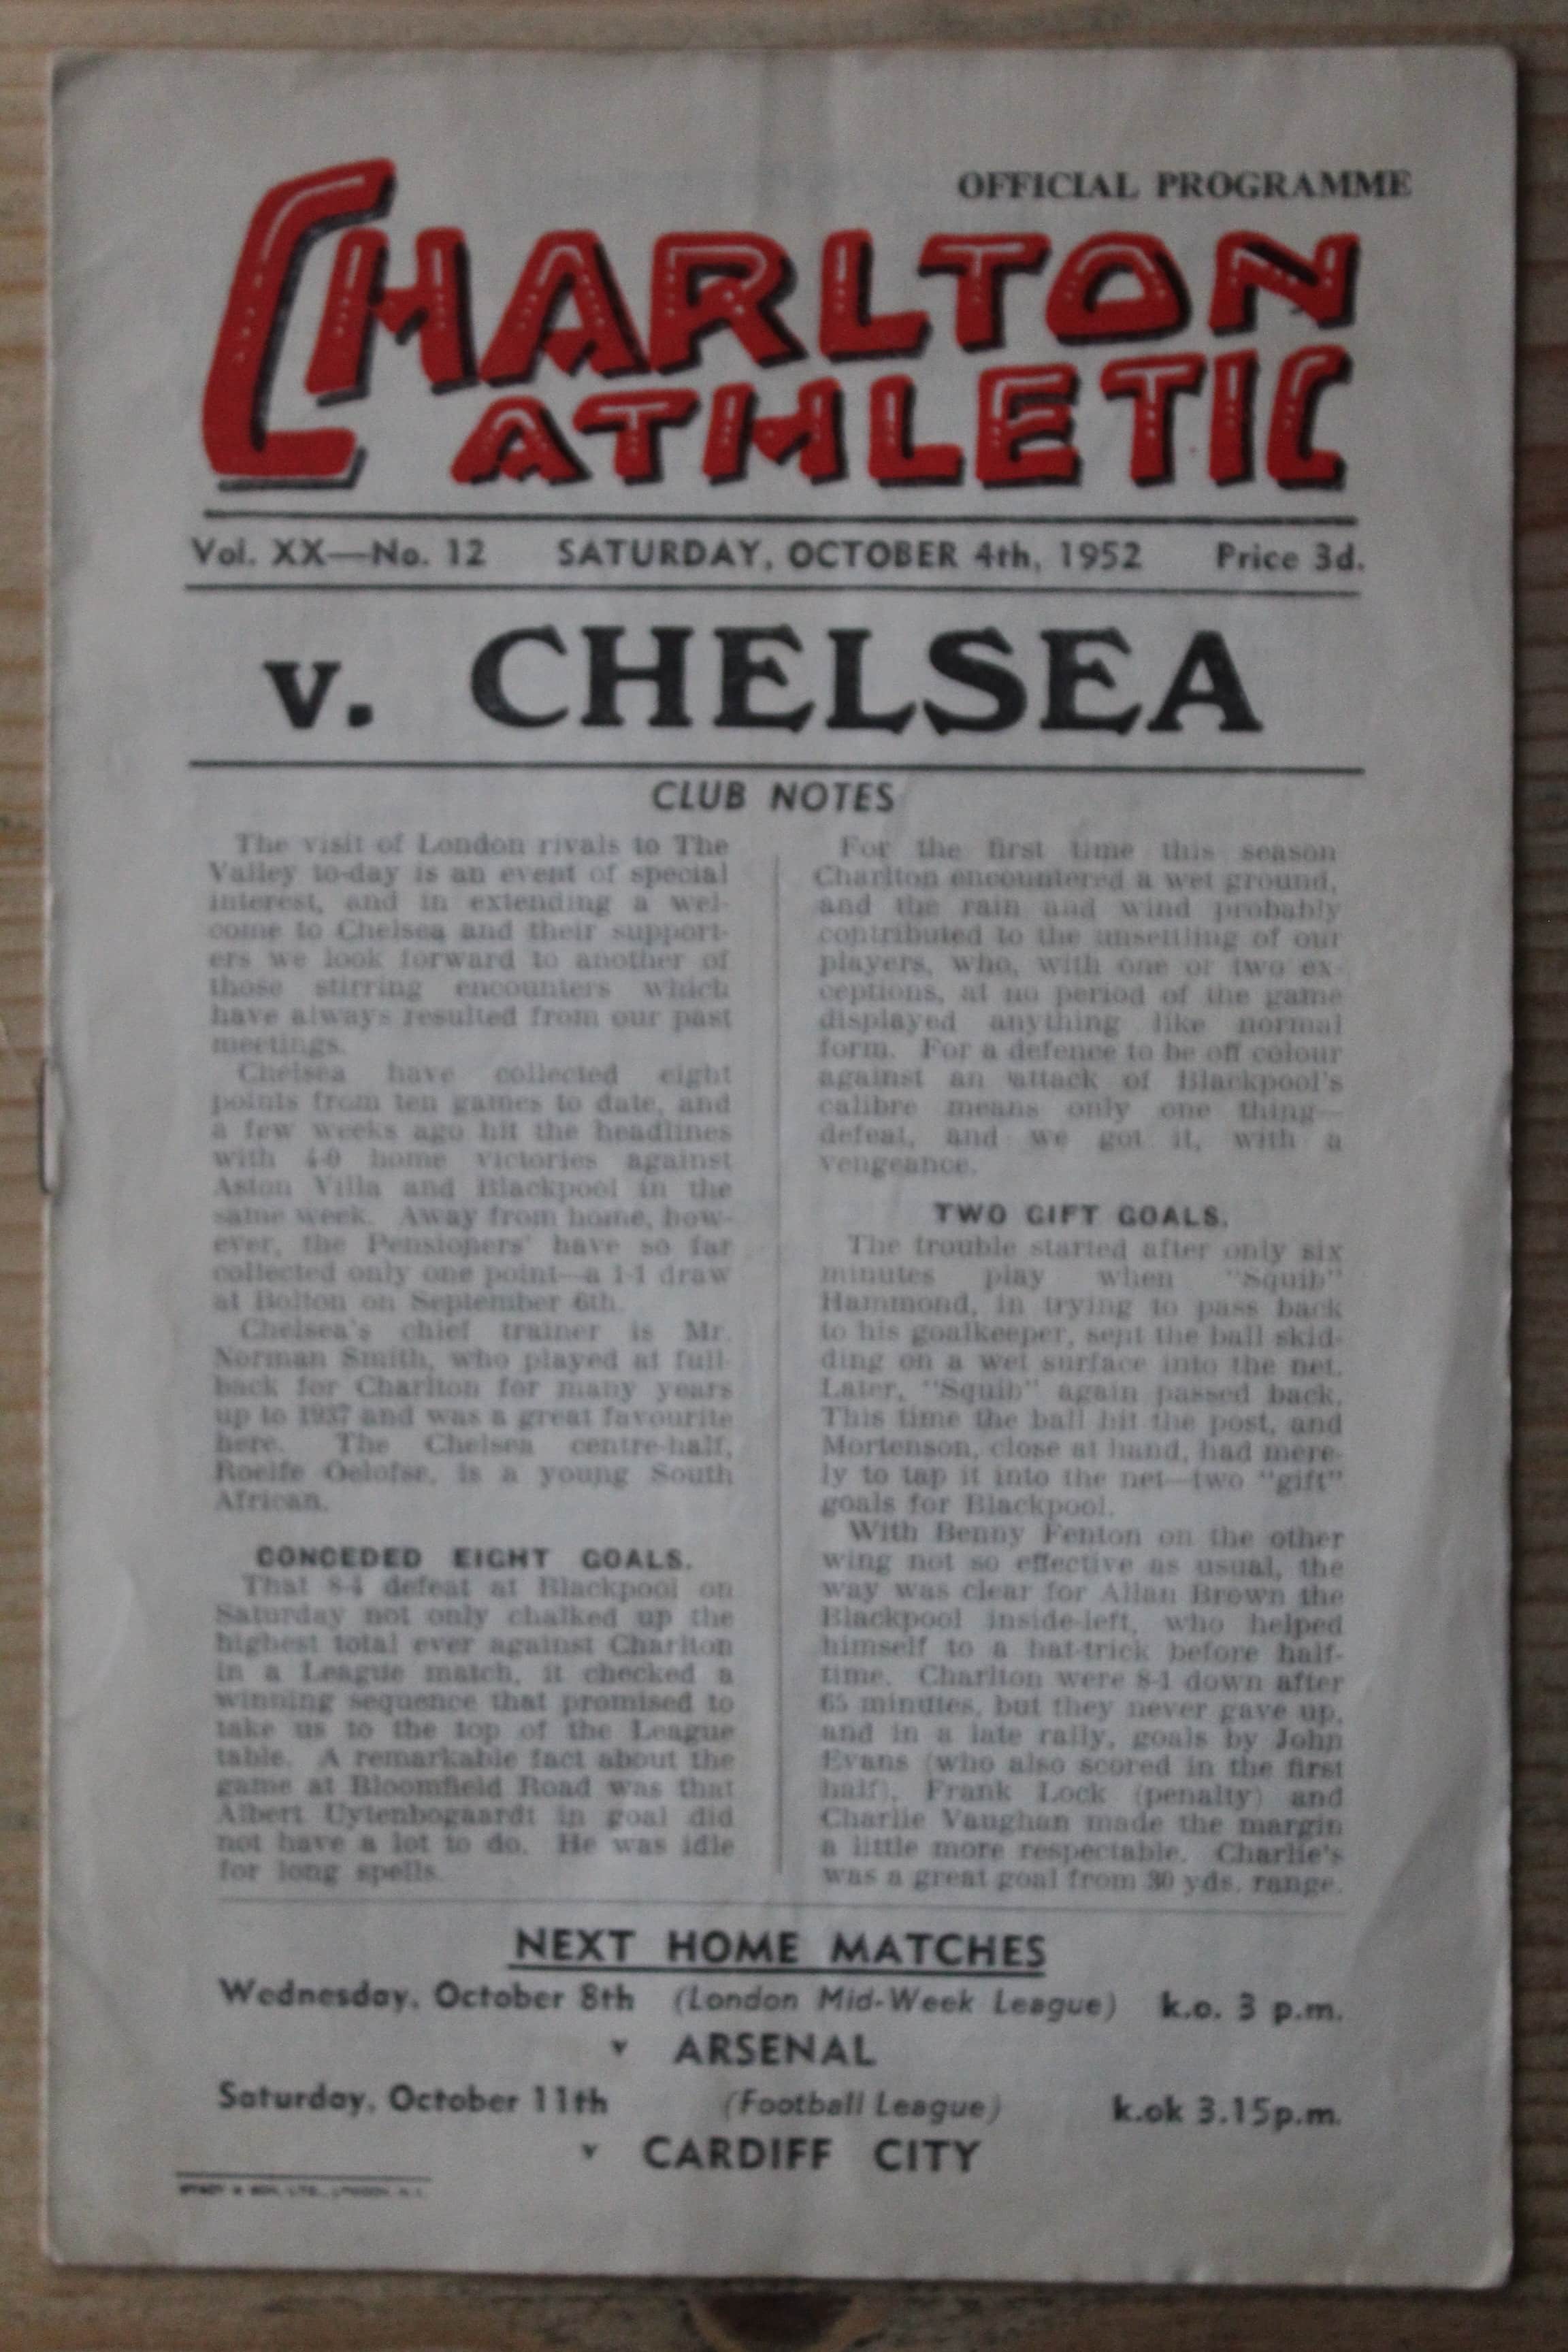 OFFICIAL PROGRAMME
CHARLTON
ATHLETIC
Vol. XX—No. 12 SATURDAY, OCTOBER 4th, 1952 Price 3d.
v. CHELSEA
CLUB NOTES
The visit of London rivals to The
Valley to-day is an event of special
interest, and in extending a wel-
come to Chelsea and their support-
ers we look forward to another of
those stirring encounters which
have always resulted from our past
meetings.
Chelsea have collected eight
points from ten games to date, and
a few weeks ago hit the headlines
with 4-0 home victories against
Aston Villa and Blackpool in the
same week. Away from home, how-
ever, the Pensioners' have so far
collected only one point—a 1-1 draw
at Bolton on September 6th.
Chelsea's chief trainer is Mr.
Norman Smith, who played at full-
back for Charlton for many years
up to 1937 and was a great favourite
here. The Chelsea centre-half,
Roelfe Oelofse, is a young South
African.
CONCEDED EIGHT GOALS.
That 8-4 defeat at Blackpool on
Saturday not only chalked up the
highest total ever against Charlton
in a League match, it checked a
winning sequence that promised to
take us to the top of the League
table. A remarkable fact about the
game at Bloomfield Road was that
Albert Uytenbogaardt in goal did
not have a lot to do. He was idle
for long spells.
For the first time this season
Charlton encountered a wet ground,
and the rain and wind probably
contributed to the unsettling of our
players, who, with one or two ex-
ceptions, at no period of the game
displayed anything like normal
form. For a defence to be off colour
against an attack of Blackpool's
calibre means only one thing—
defeat, and we got it, with a
vengeance.
TWO GIFT GOALS.
The trouble started after only six
minutes play when "Squib"
Hammond, in trying to pass back
to his goalkeeper, sent the ball skid-
ding on a wet surface into the net.
Later, "Squib" again passed back.
This time the ball hit the post, and
Mortenson, close at hand, had mere-
ly to tap it into the net—two "gift"
goals for Blackpool.
With Benny Fenton on the other
wing not so effective as usual, the
way was clear for Allan Brown the
Blackpool inside-left, who helped
himself to a hat-trick before half-
time. Charlton were 8-1 down after
65 minutes, but they never gave up,
and in a late rally, goals by John
Evans (who also scored in the first
half), Frank Lock (penalty) and
Charlie Vaughan made the margin
a little more respectable. Charlie's
was a great goal from 30 yds. range.
NEXT HOME MATCHES
Wednesday, October 8th (London Mid-Week League) k.o. 3 p.m.
v ARSENAL
Saturday, October 11th (Football League) k.ok 3.15p.m.
v CARDIFF CITY
& SON, LTD., LONDON, N.1.